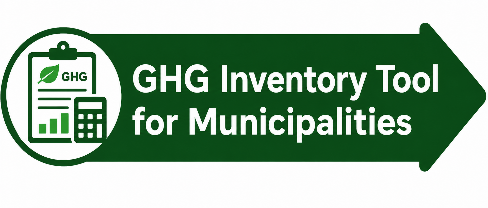 GHG
GHG Inventory Tool
for Municipalities